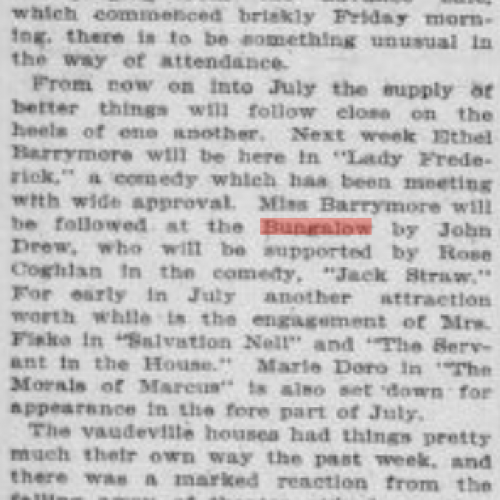 which commenced briskly Friday morn-
ing, there is to be something unusual in
the way of attendance.
From now on into July the supply of
better things will follow close on the
heels of one another. Next week Ethel
Barrymore will be here in "Lady Frede-
rick," a comedy which has been meeting
with wide approval. Miss Barrymore will
be followed at the Bungalow by John
Drew, who will be supported by Rose
Coghlan in the comedy, "Jack Straw."
For early in July another attraction
worth while is the engagement of Mrs.
Fiske in "Salvation Nell" and "The Serv-
ant in the House." Marie Doro in "The
Morals of Marcus" is also set down for
appearance in the fore part of July.
The vaudeville houses had things pretty
much their own way the past week, and
there was a marked reaction from the